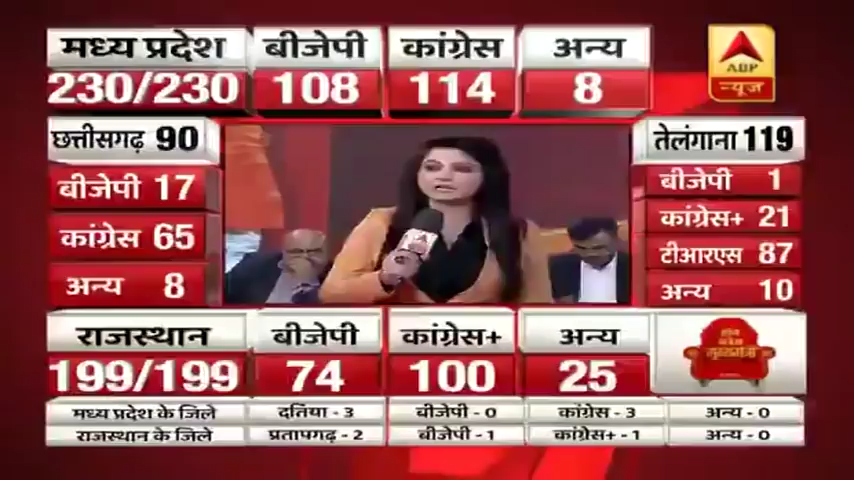 मध्य प्रदेश बीजेपी कांग्रेस अन्य
230/230 108 114 8
ABP
न्यूज़
छत्तीसगढ़ 90
बीजेपी 17
कांग्रेस 65
अन्य 8
तेलंगाना 119
बीजेपी 1
कांग्रेस+ 21
टीआरएस 87
अन्य 10
राजस्थान बीजेपी कांग्रेस+ अन्य
199/199 74 100 25
मध्य प्रदेश के जिले दतिया - 3 बीजेपी - 0 कांग्रेस - 3 अन्य - 0
राजस्थान के जिले प्रतापगढ़ - 2 बीजेपी - 1 कांग्रेस+ - 1 अन्य - 0